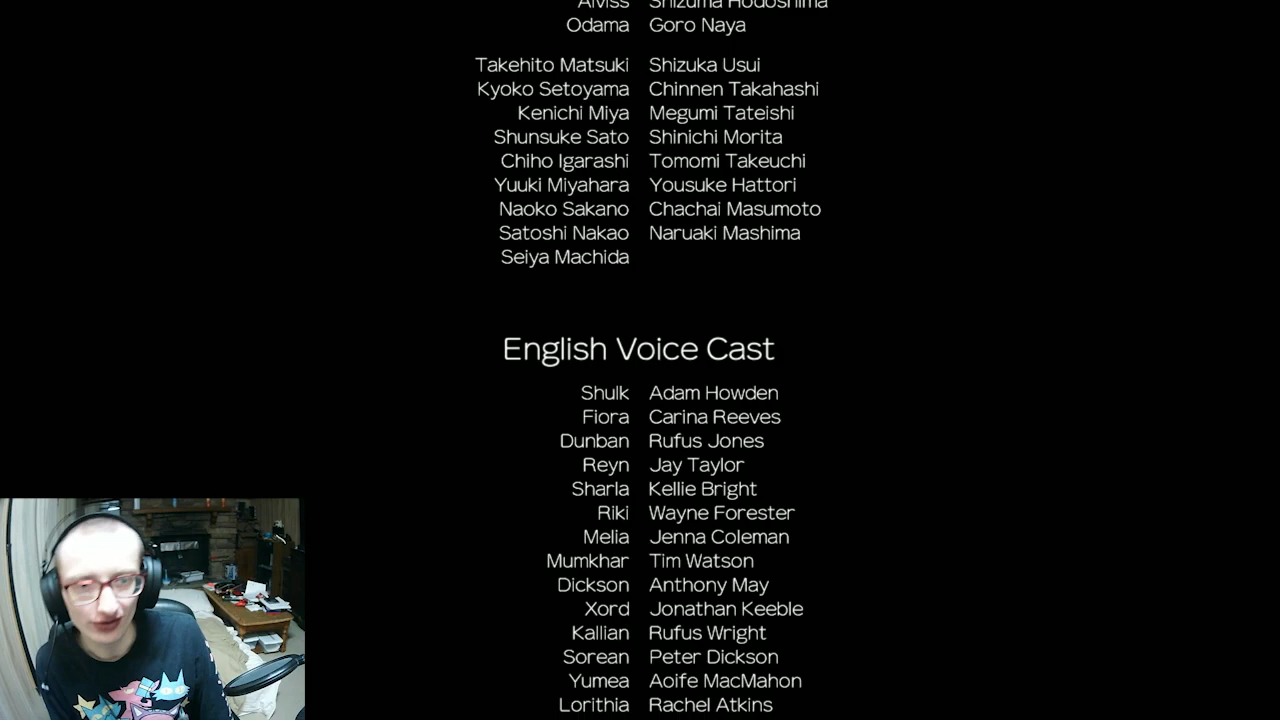 Alviss Shizuma Hodoshima
Odama Goro Naya
Takehito Matsuki Shizuka Usui
Kyoko Setoyama Chinnen Takahashi
Kenichi Miya Megumi Tateishi
Shunsuke Sato Shinichi Morita
Chiho Igarashi Tomomi Takeuchi
Yuuki Miyahara Yousuke Hattori
Naoko Sakano Chachai Masumoto
Satoshi Nakao Naruaki Mashima
Seiya Machida
English Voice Cast
Shulk Adam Howden
Fiora Carina Reeves
Dunban Rufus Jones
Reyn Jay Taylor
Sharla Kellie Bright
Riki Wayne Forester
Melia Jenna Coleman
Mumkhar Tim Watson
Dickson Anthony May
Xord Jonathan Keeble
Kallian Rufus Wright
Sorean Peter Dickson
Yumea Aoife MacMahon
Lorithia Rachel Atkins